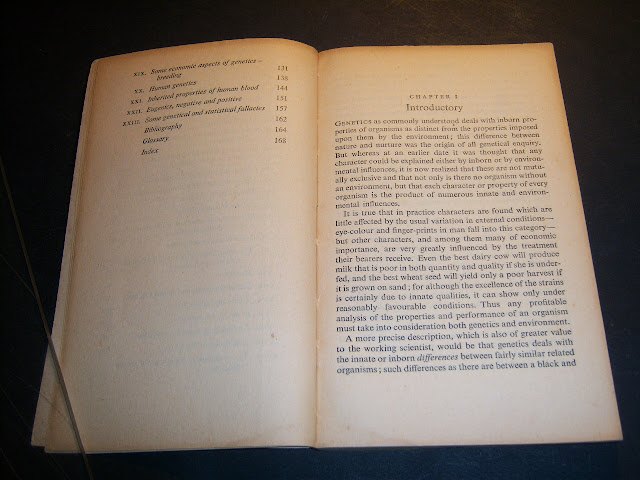 XIX. Some economic aspects of genetics – breeding 131
XX. Human genetics 138
XXI. Inherited properties of human blood 144
XXII. Eugenics, negative and positive 151
XXIII. Some genetical and statistical fallacies 157
Bibliography 162
Glossary 164
Index 168
CHAPTER I
Introductory
GENETICS as commonly understood deals with inborn pro-
perties of organisms as distinct from the properties imposed
upon them by the environment; this difference between
nature and nurture was the origin of all genetical enquiry.
But whereas at an earlier date it was thought that any
character could be explained either by inborn or by environ-
mental influences, it is now realized that these are not mutu-
ally exclusive and that not only is there no organism without
an environment, but that each character or property of every
organism is the product of numerous innate and environ-
mental influences.
It is true that in practice characters are found which are
little affected by the usual variation in external conditions—
eye-colour and finger-prints in man fall into this category—
but other characters, and among them many of economic
importance, are very greatly influenced by the treatment
their bearers receive. Even the best dairy cow will produce
milk that is poor in both quantity and quality if she is under-
fed, and the best wheat seed will yield only a poor harvest if
it is grown on sand; for although the excellence of the strains
is certainly due to innate qualities, it can show only under
reasonably favourable conditions. Thus any profitable
analysis of the properties and performance of an organism
must take into consideration both genetics and environment.
A more precise description, which is also of greater value
to the working scientist, would be that genetics deals with
the innate or inborn differences between fairly similar related
organisms; such differences as there are between a black and